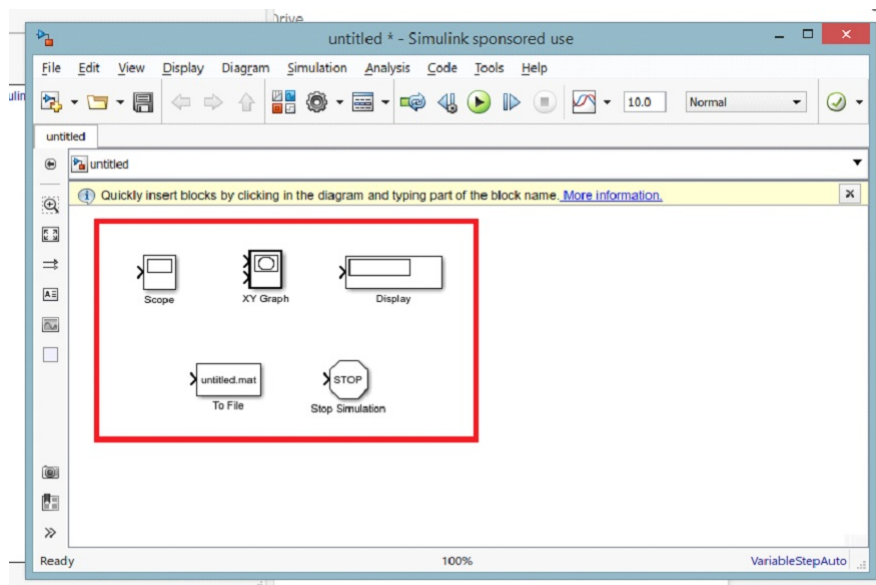 Drive
untitled * - Simulink sponsored use
File Edit View Display Diagram Simulation Analysis Code Tools Help
10.0 Normal
untitled
untitled
Quickly insert blocks by clicking in the diagram and typing part of the block name. More information.
Scope XY Graph Display
untitled.mat STOP
To File Stop Simulation
Ready 100% VariableStepAuto